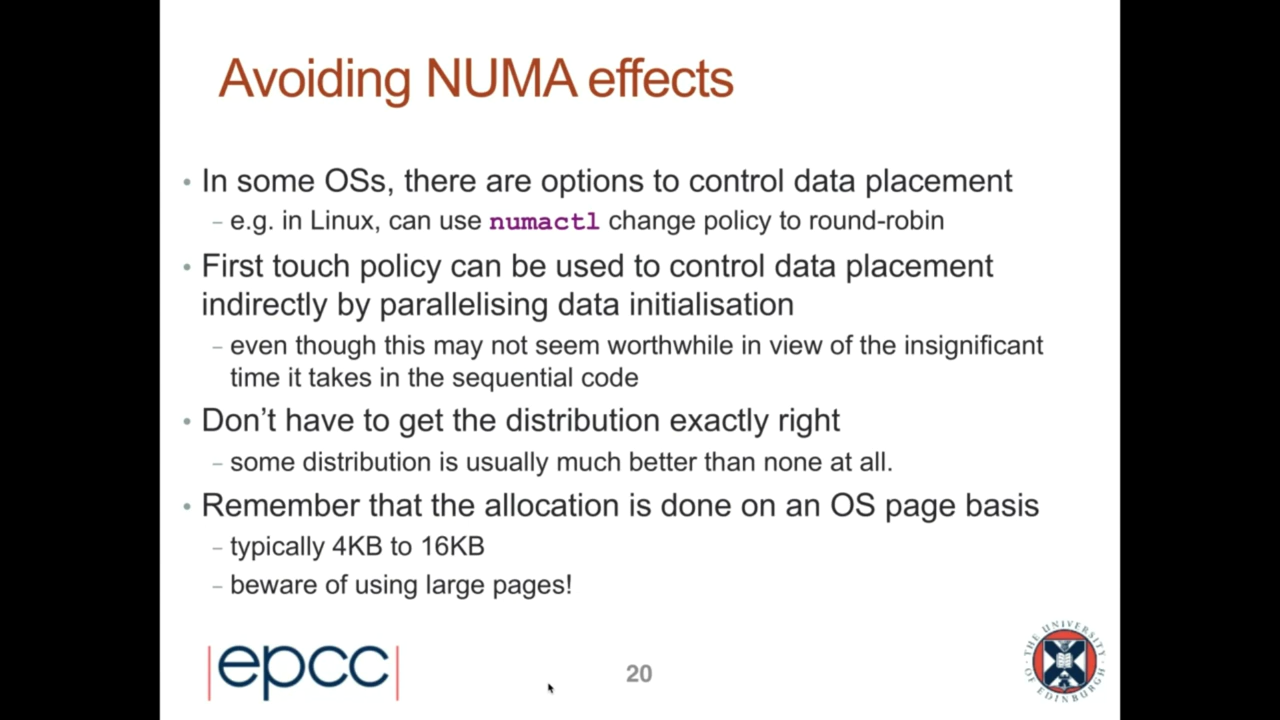 Avoiding NUMA effects
• In some OSs, there are options to control data placement
– e.g. in Linux, can use numactl change policy to round-robin
• First touch policy can be used to control data placement
indirectly by parallelising data initialisation
– even though this may not seem worthwhile in view of the insignificant
time it takes in the sequential code
• Don't have to get the distribution exactly right
– some distribution is usually much better than none at all.
• Remember that the allocation is done on an OS page basis
– typically 4KB to 16KB
– beware of using large pages!
epcc
20
THE UNIVERSITY
OF EDINBURGH